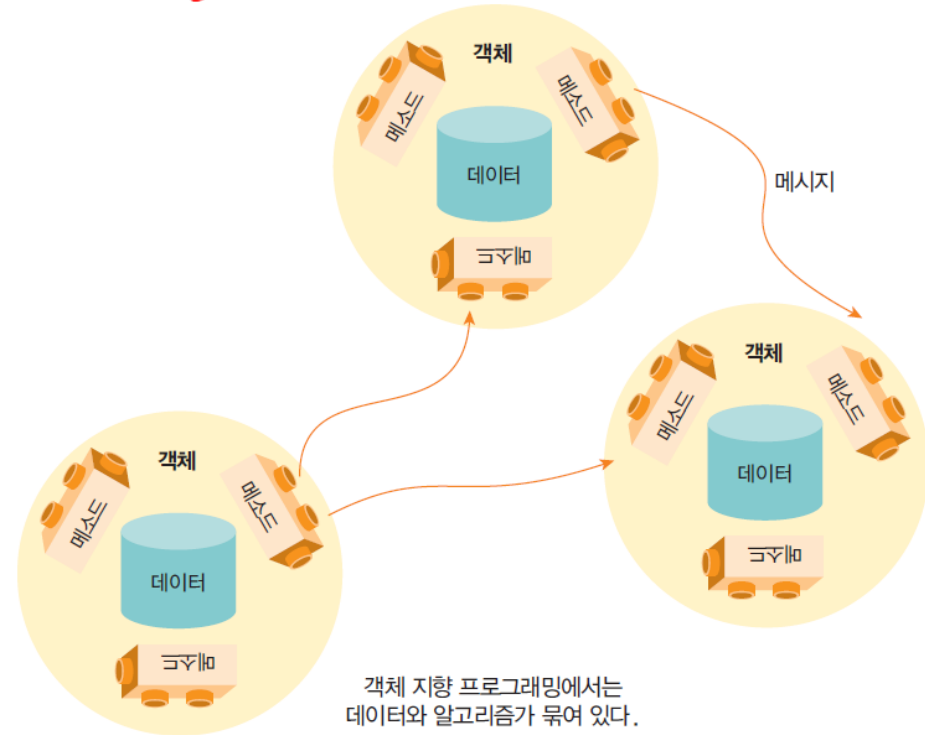 객체
메소드
메소드
데이터
메소드
메시지
객체
메소드
메소드
데이터
메소드
객체
메소드
메소드
데이터
메소드
객체 지향 프로그래밍에서는
데이터와 알고리즘가 묶여 있다.